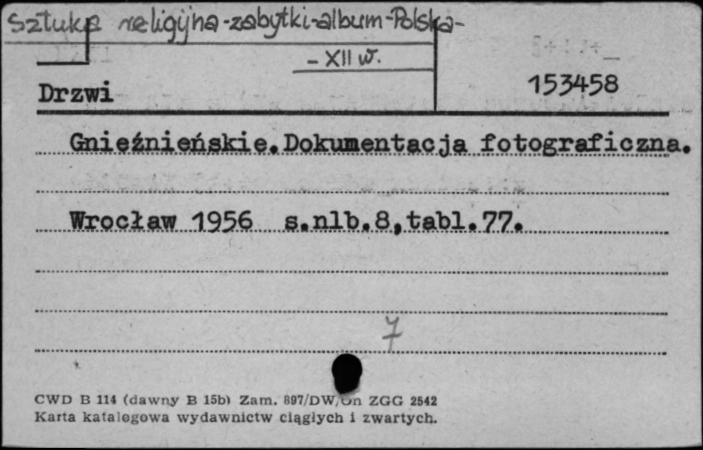 Sztuka religijna-zabytki-album-Polska-
-XII w.
153458
Drzwi
Gnieźnieńskie.Dokumentacja fotograficzna.
Wrocław 1956 s.nlb.8,tabl.77.
7
CWD B 114 (dawny B 15b) Zam. 897/DW/Un ZGG 2542
Karta katalogowa wydawnictw ciągłych i zwartych.